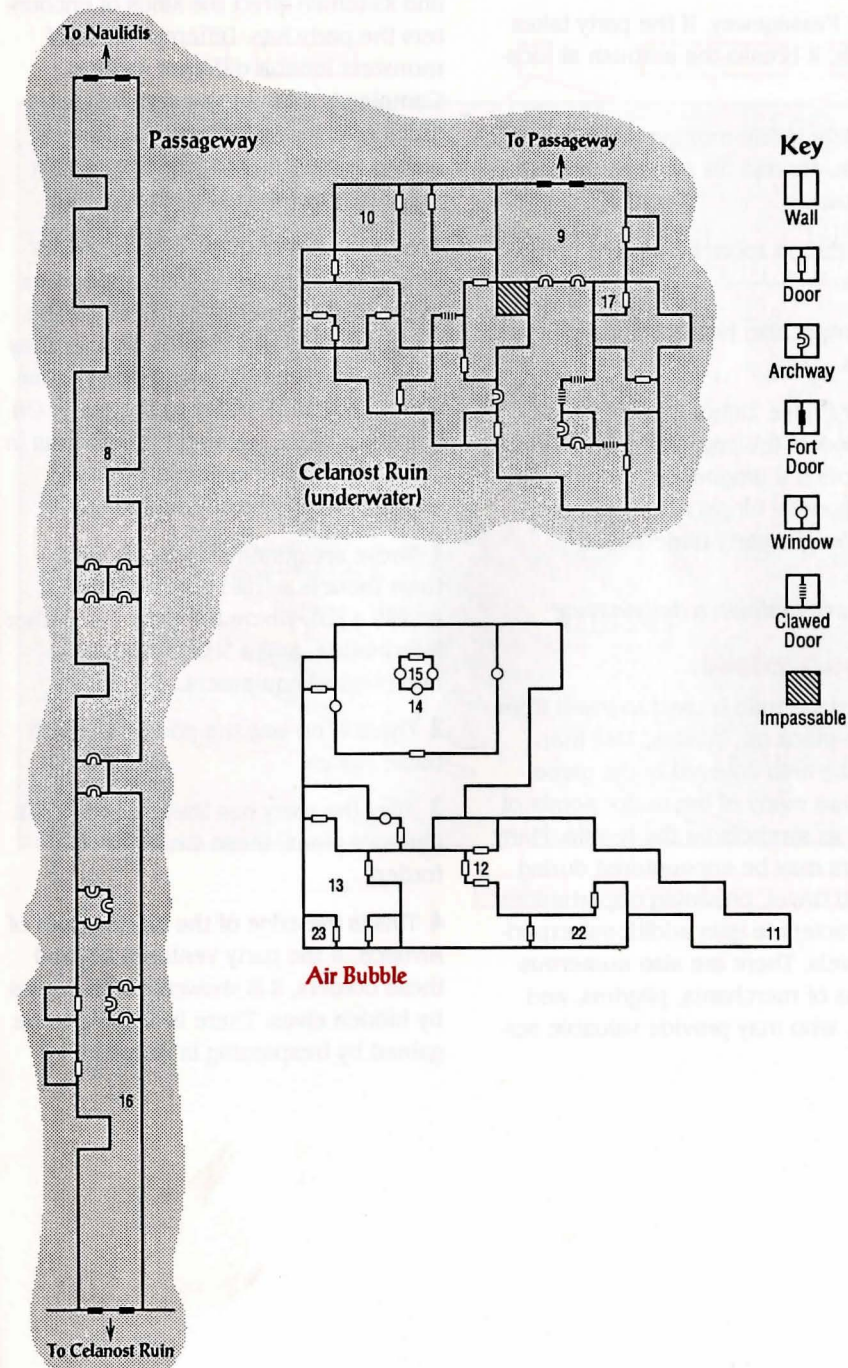 To Naulidis
Passageway
8
16
To Celanost Ruin
To Passageway
10
9
17
Celanost Ruin
(underwater)
15
14
13
12
23
22
11
Air Bubble
Key
Wall
Door
Archway
Fort
Door
Window
Clawed
Door
Impassable